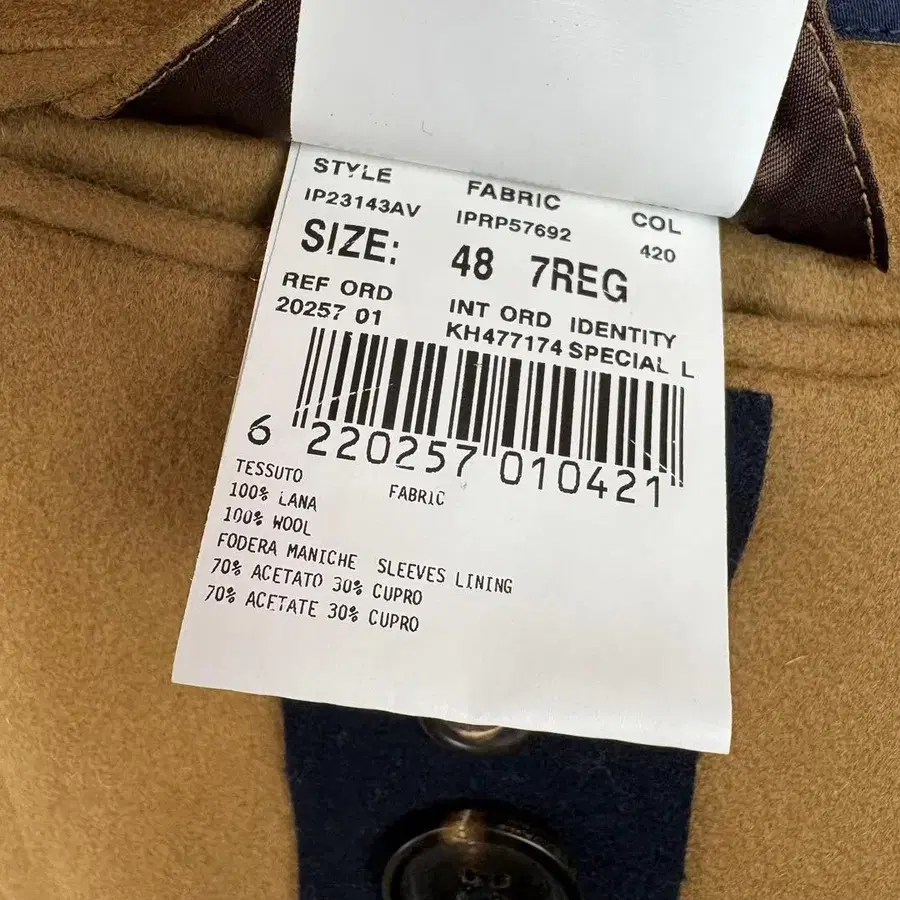 STYLE FABRIC COL
IP23143AV IPRP57692 420
SIZE: 48 7REG
REF ORD INT ORD IDENTITY
20257 01 KH477174 SPECIAL L
6 220257 010421
TESSUTO FABRIC
100% LANA
100% WOOL
FODERA MANICHE SLEEVES LINING
70% ACETATO 30% CUPRO
70% ACETATE 30% CUPRO